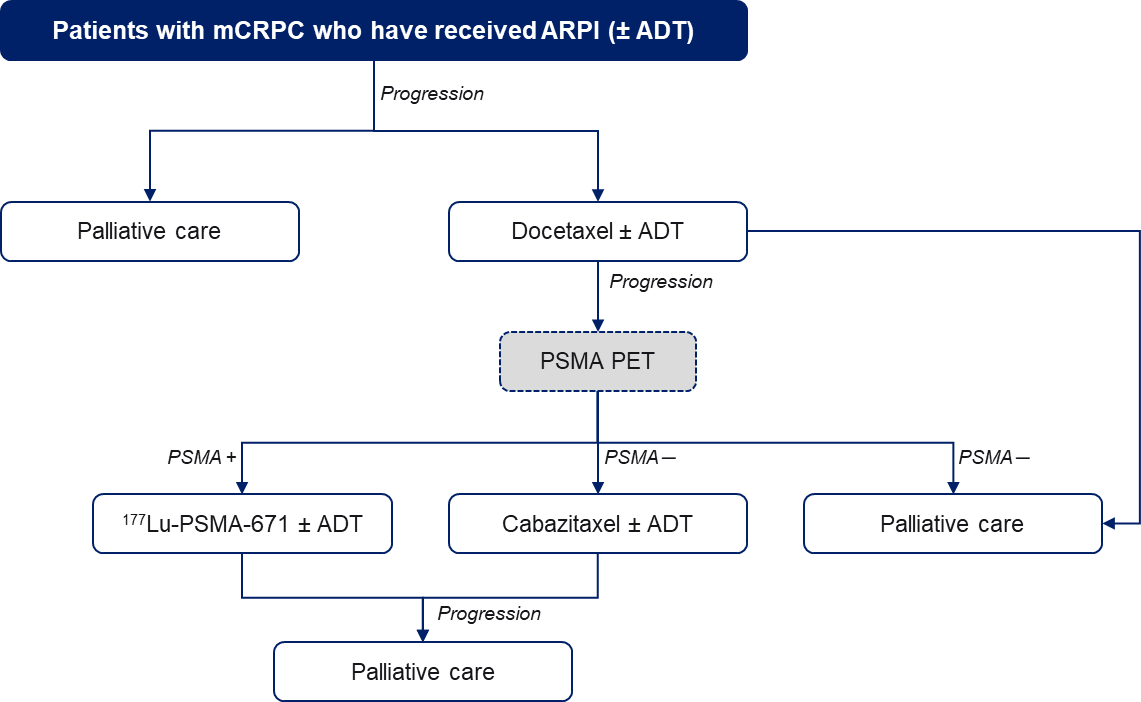 Patients with mCRPC who have received ARPI (± ADT)
Progression
Palliative care
Docetaxel ± ADT
Progression
PSMA PET
PSMA +
PSMA –
PSMA –
¹⁷⁷Lu-PSMA-671 ± ADT
Cabazitaxel ± ADT
Palliative care
Progression
Palliative care